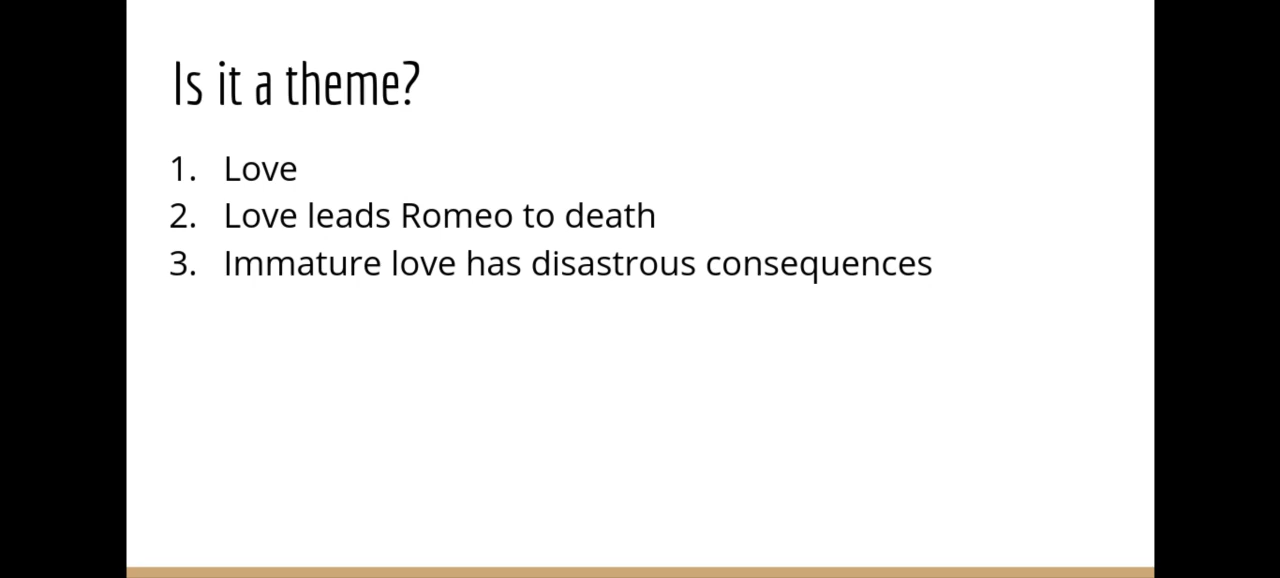 Is it a theme?
1. Love
2. Love leads Romeo to death
3. Immature love has disastrous consequences